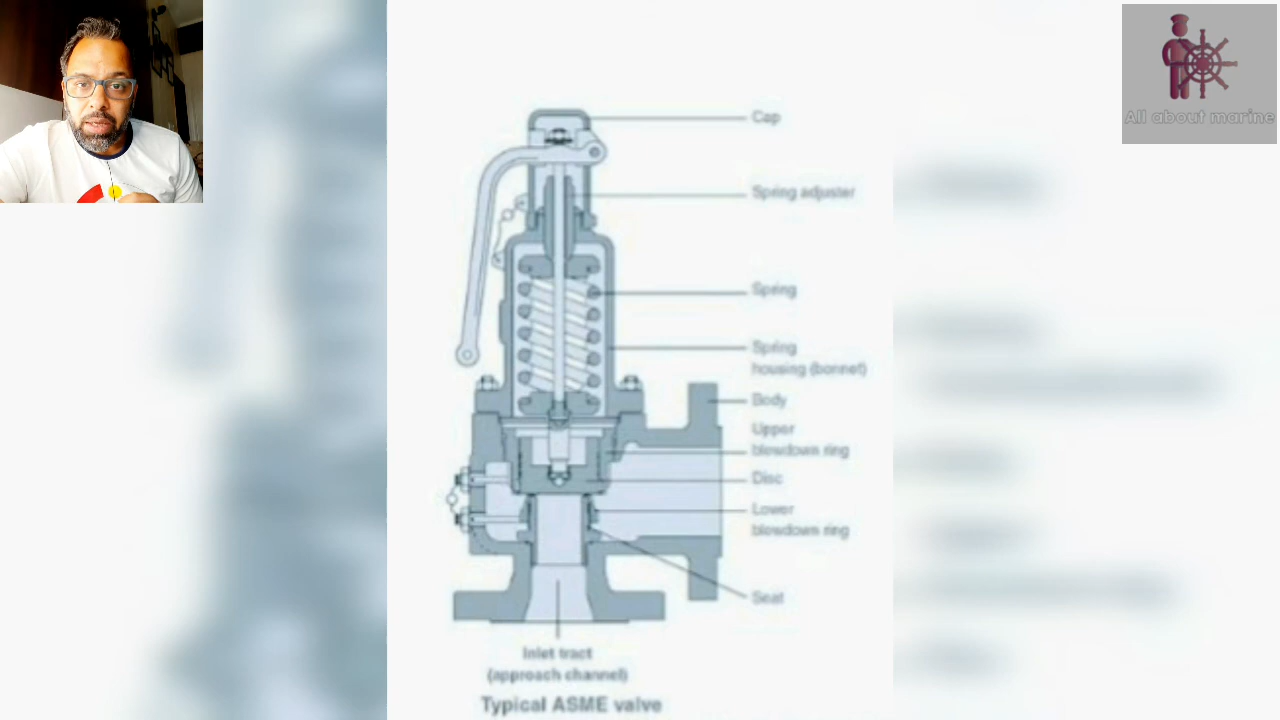 All about marine
Cap
Spring adjuster
Spring
Spring
housing (bonnet)
Body
Upper
blowdown ring
Disc
Lower
blowdown ring
Seat
Inlet tract
(approach channel)
Typical ASME valve